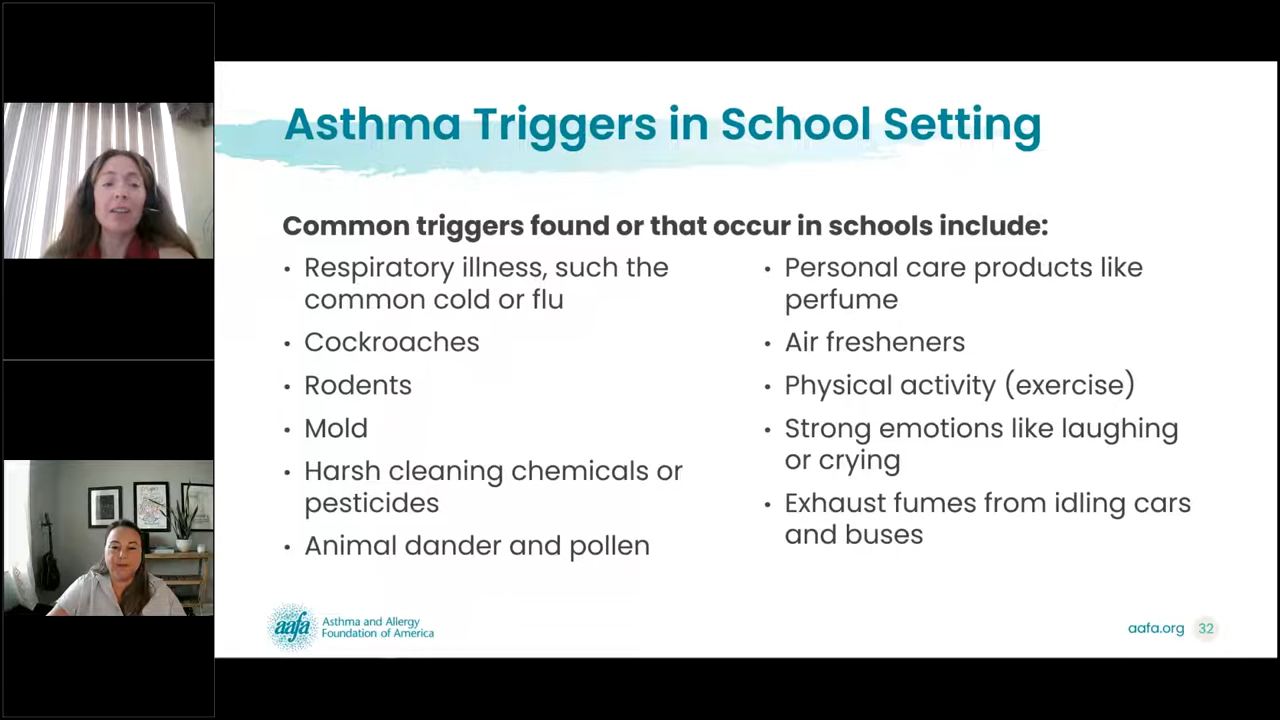 Asthma Triggers in School Setting
Common triggers found or that occur in schools include:
• Respiratory illness, such the
common cold or flu
• Cockroaches
• Rodents
• Mold
• Harsh cleaning chemicals or
pesticides
• Animal dander and pollen
• Personal care products like
perfume
• Air fresheners
• Physical activity (exercise)
• Strong emotions like laughing
or crying
• Exhaust fumes from idling cars
and buses
aafa
Asthma and Allergy
Foundation of America
aafa.org 32